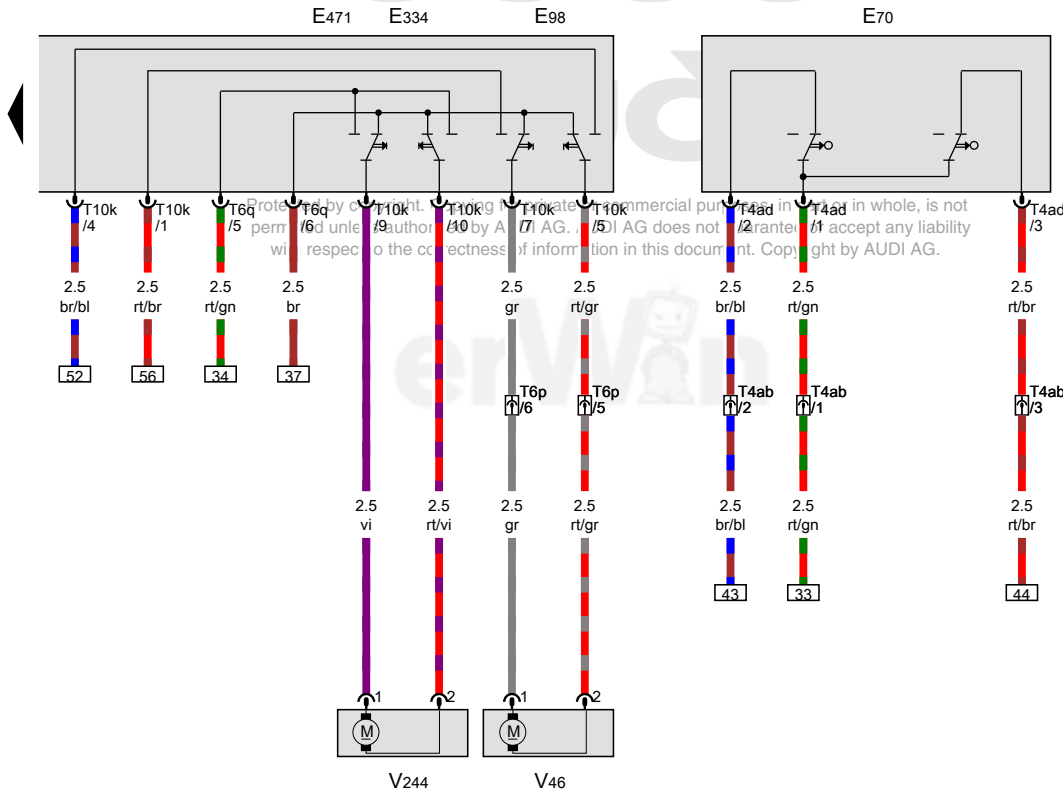 E471 E334 E98 E70
T10k /4
T10k /1
T6q /5
T6q /6
T10k /9
T10k /10
T10k /7
T10k /5
T4ad /2
T4ad /1
T4ad /3
Protected by copyright. Copying for private or commercial purposes, in part or in whole, is not
permitted unless authorised by AUDI AG. AUDI AG does not guarantee or accept any liability
with respect to the correctness of information in this document. Copyright by AUDI AG.
2.5 2.5 2.5 2.5 2.5 2.5 2.5 2.5 2.5
br/bl rt/br rt/gn br gr rt/gr br/bl rt/gn rt/br
erWin
52 56 34 37
T6p /6
T6p /5
T4ab /2
T4ab /1
T4ab /3
2.5 2.5 2.5 2.5 2.5 2.5 2.5
vi rt/vi gr rt/gr br/bl rt/gn rt/br
43 33 44
1 2 1 2
M M
V244 V46